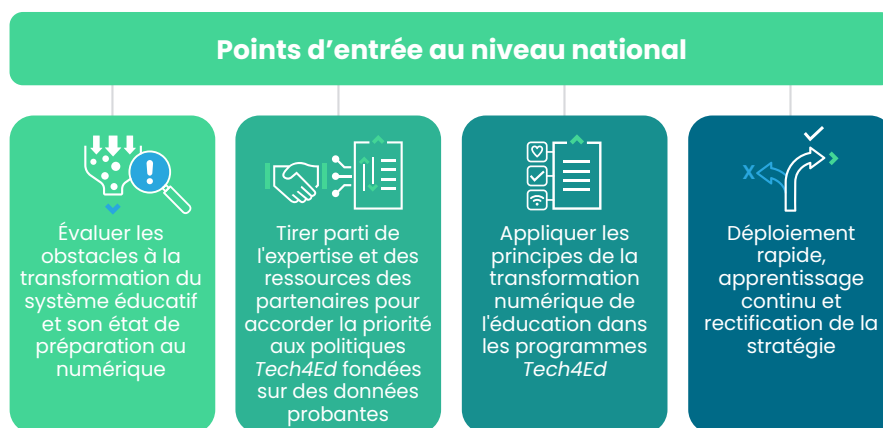 Points d’entrée au niveau national
Évaluer les
obstacles à la
transformation du
système éducatif
et son état de
préparation au
numérique
Tirer parti de
l'expertise et des
ressources des
partenaires pour
accorder la priorité
aux politiques
Tech4Ed fondées
sur des données
probantes
Appliquer les
principes de la
transformation
numérique de
l'éducation dans
les programmes
Tech4Ed
X
Déploiement
rapide,
apprentissage
continu et
rectification de la
stratégie